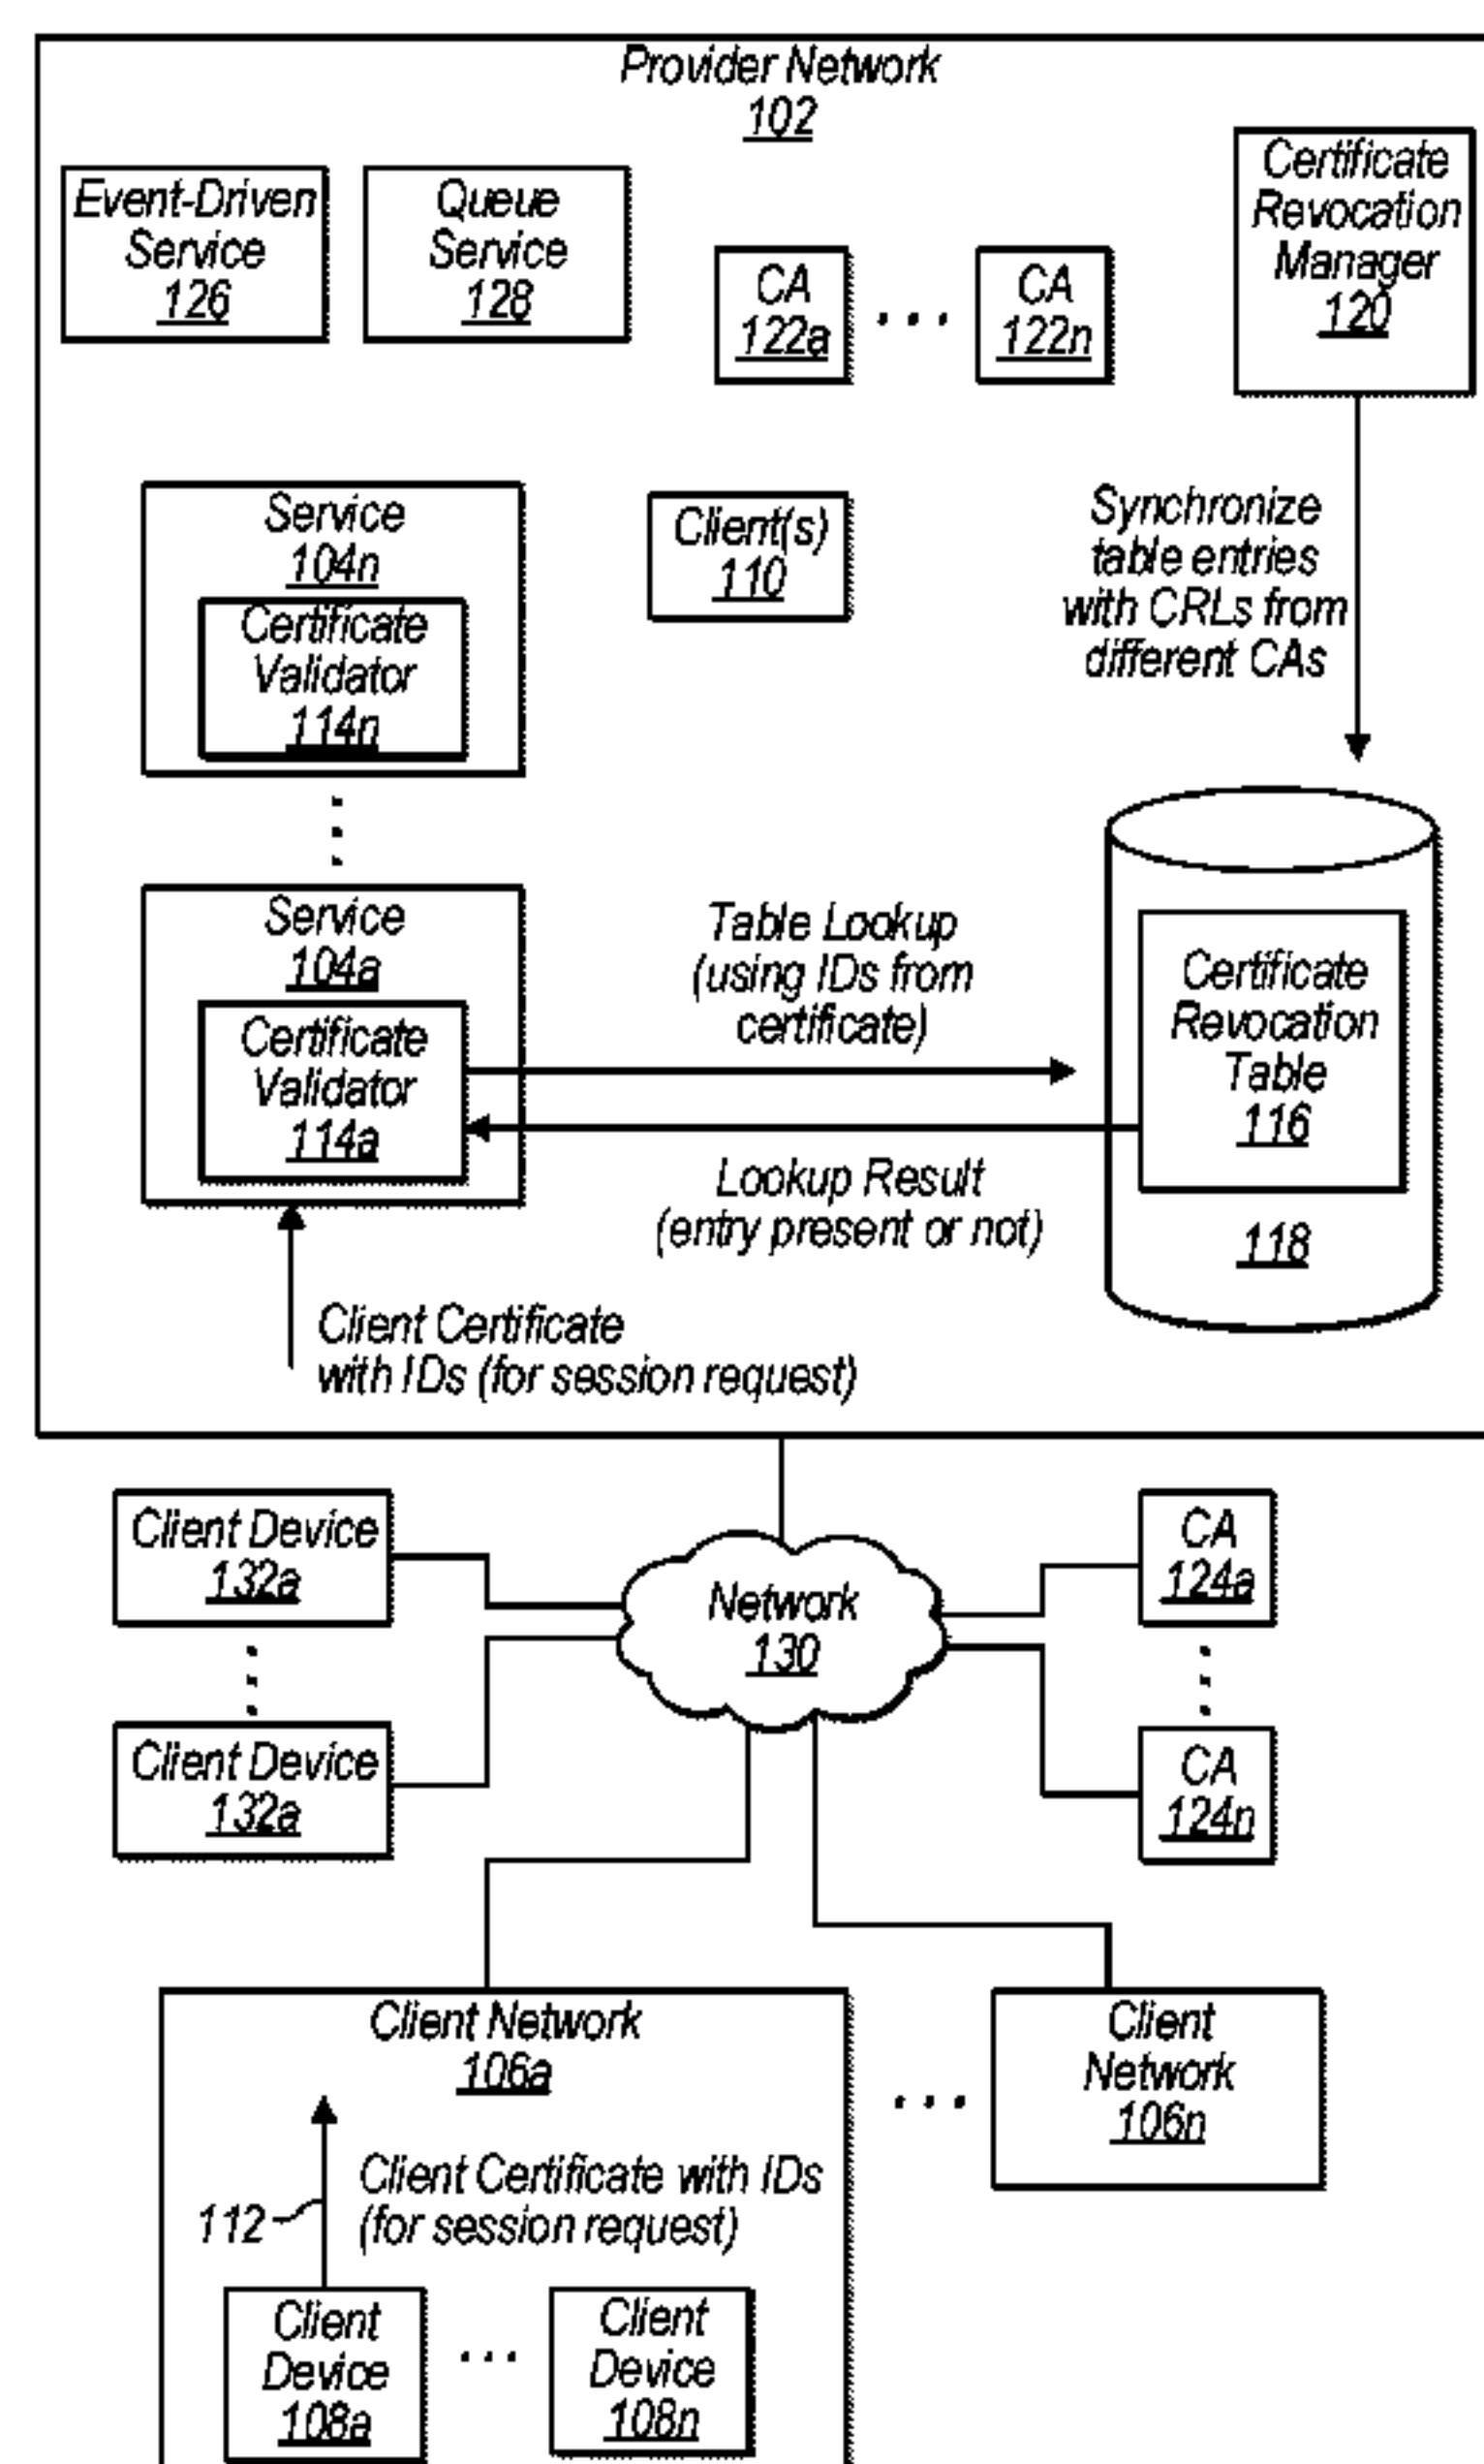 Provider Network
102
Event-Driven
Service
126
Queue
Service
128
CA
122a
...
CA
122n
Certificate
Revocation
Manager
120
Service
104n
Certificate
Validator
114n
Client(s)
110
Synchronize
table entries
with CRLs from
different CAs
Service
104a
Certificate
Validator
114a
Table Lookup
(using IDs from
certificate)
Lookup Result
(entry present or not)
Certificate
Revocation
Table
116
118
Client Certificate
with IDs (for session request)
Client Device
132a
Client Device
132a
Network
130
CA
124a
CA
124n
Client Network
106a
112
Client Certificate with IDs
(for session request)
Client
Device
108a
...
Client
Device
108n
...
Client
Network
106n